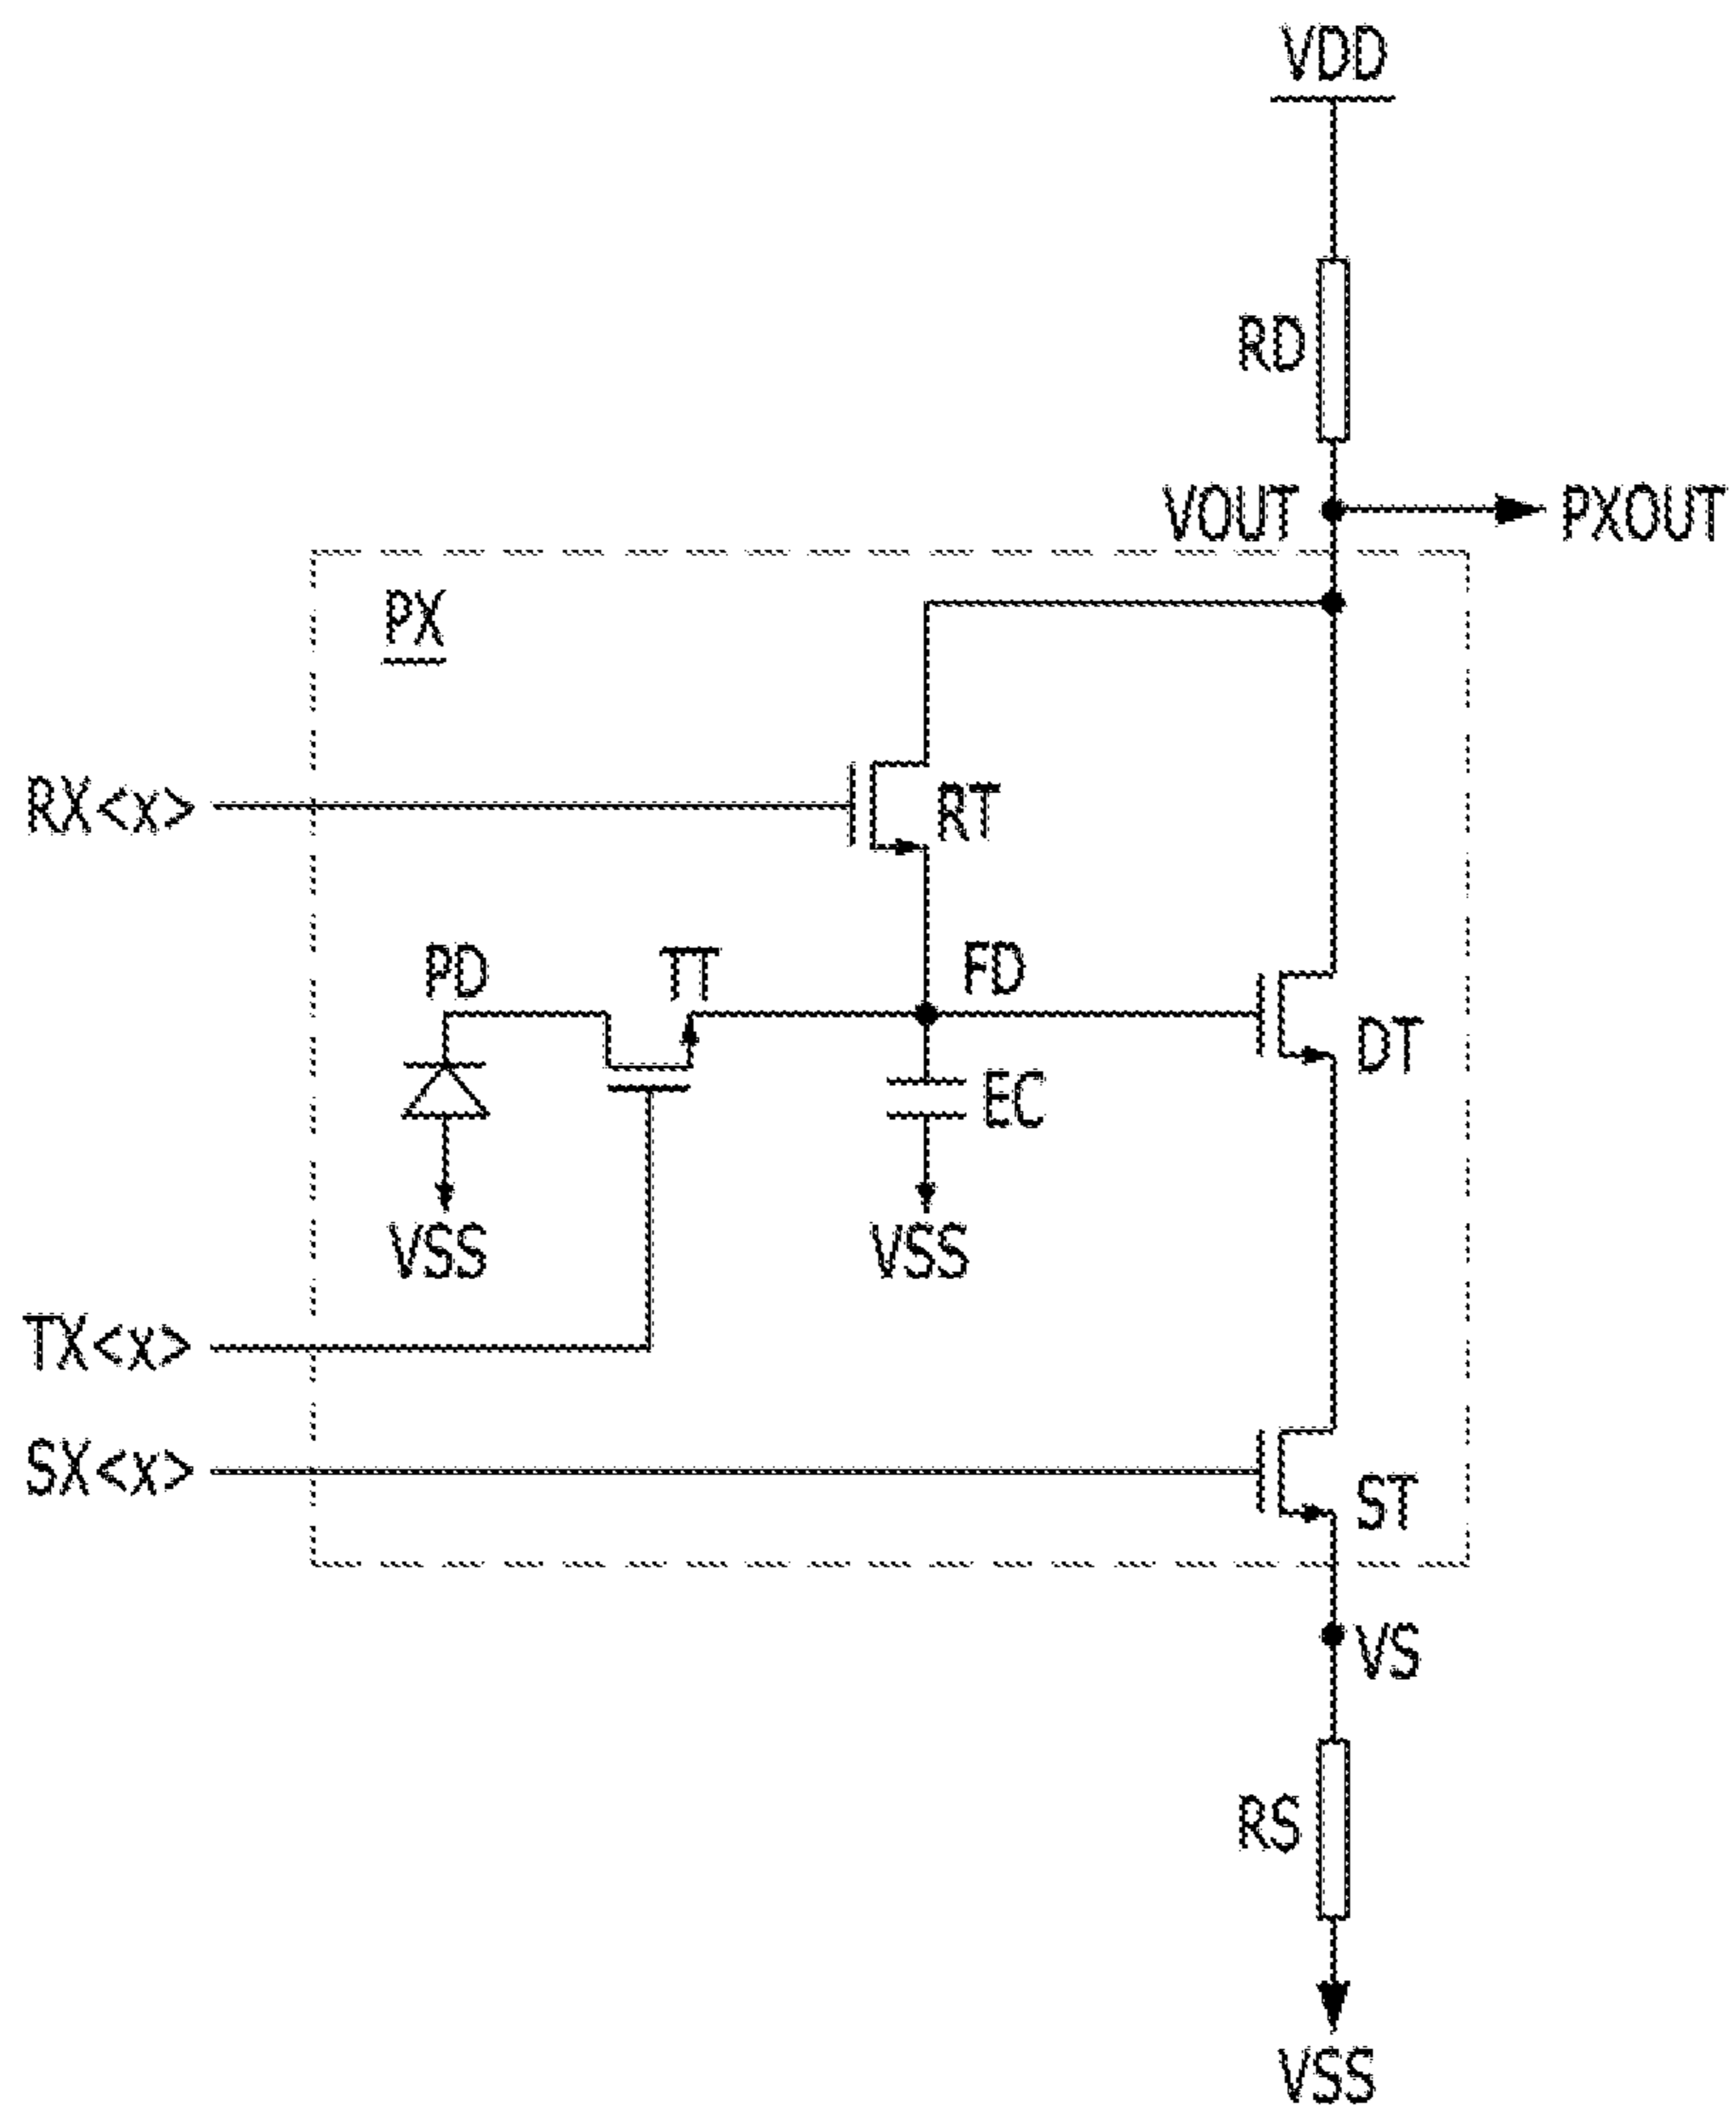 VDD
RD
VOUT
PXOUT
PX
RX<x>
RT
PD
TT
FD
DT
EC
VSS
VSS
TX<x>
SX<x>
ST
VS
RS
VSS